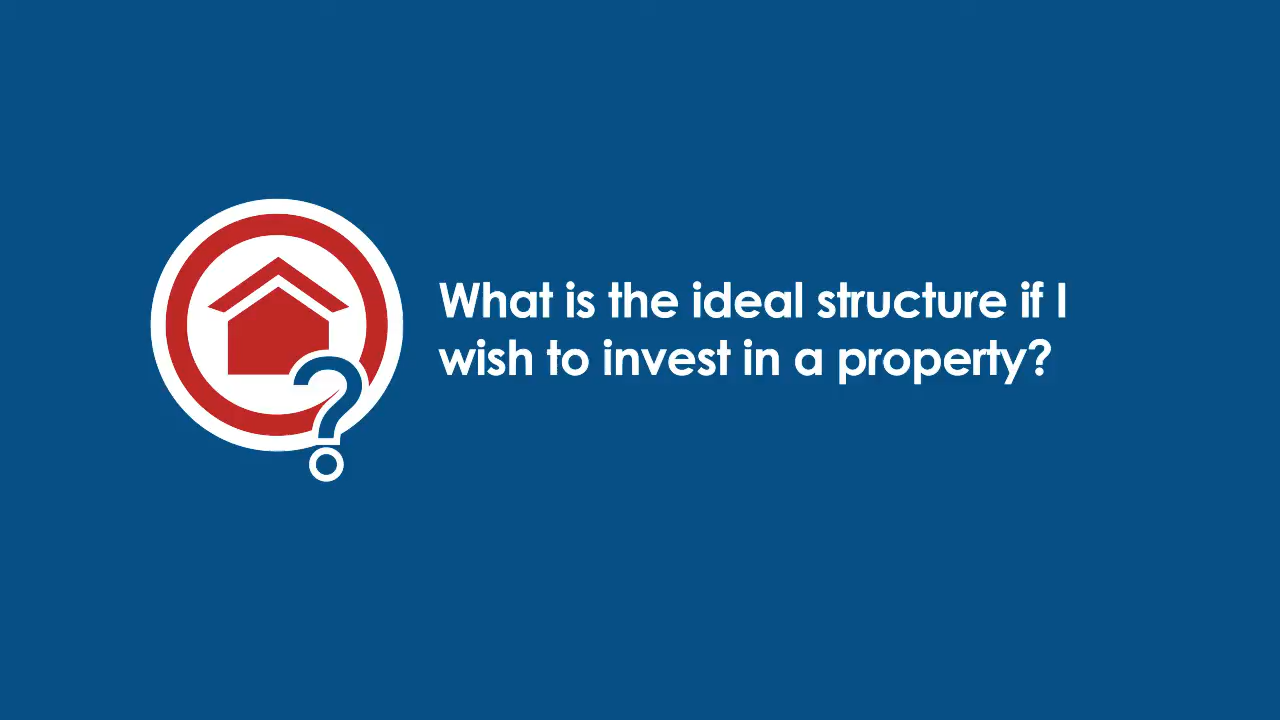 What is the ideal structure if I
wish to invest in a property?